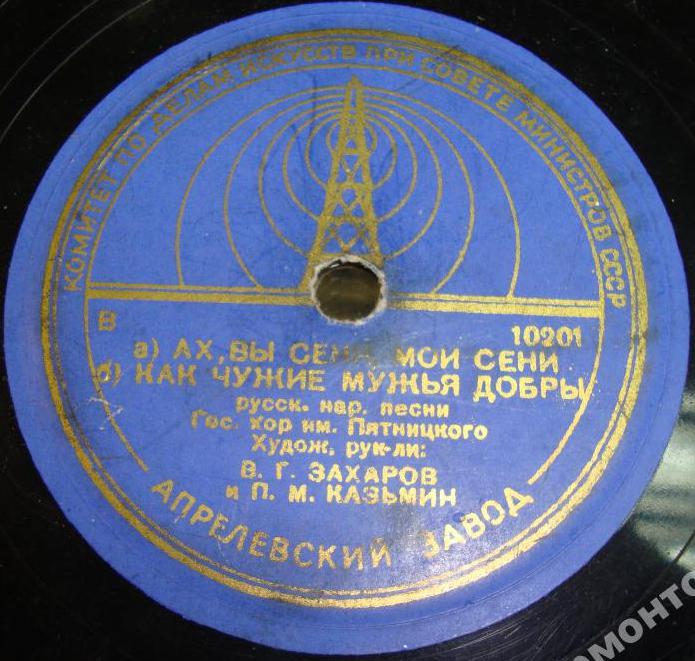 КОМИТЕТ ПО ДЕЛАМ ИСКУССТВ ПРИ СОВЕТЕ МИНИСТРОВ СССР
В 10201
а) АХ, ВЫ СЕНИ МОИ СЕНИ
б) КАК ЧУЖИЕ МУЖЬЯ ДОБРЫ
русск. нар. песни
Гос. Хор им. Пятницкого
Худож. рук-ли:
В. Г. ЗАХАРОВ
и П. М. КАЗЬМИН
АПРЕЛЕВСКИЙ ЗАВОД